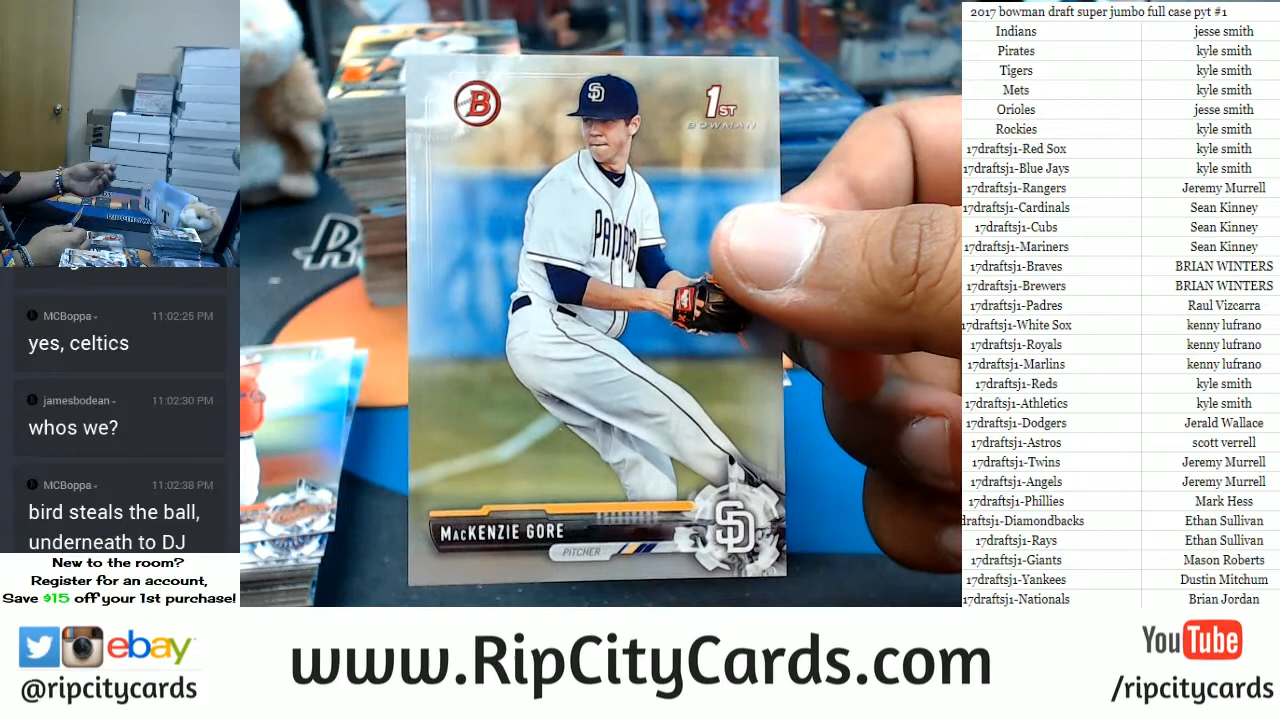 MCBoppa 11:02:25 PM
yes, celtics
jamesbodean 11:02:30 PM
whos we?
MCBoppa 11:02:38 PM
bird steals the ball,
underneath to DJ
New to the room?
Register for an account,
Save $15 off your 1st purchase!
B
1ST
BOWMAN
SD
PADRES
MACKENZIE GORE
PITCHER
SD
2017 bowman draft super jumbo full case pyt #1
Indians jesse smith
Pirates kyle smith
Tigers kyle smith
Mets kyle smith
Orioles jesse smith
Rockies kyle smith
17draftsj1-Red Sox kyle smith
17draftsj1-Blue Jays kyle smith
17draftsj1-Rangers Jeremy Murrell
17draftsj1-Cardinals Sean Kinney
17draftsj1-Cubs Sean Kinney
17draftsj1-Mariners Sean Kinney
17draftsj1-Braves BRIAN WINTERS
17draftsj1-Brewers BRIAN WINTERS
17draftsj1-Padres Raul Vizcarra
17draftsj1-White Sox kenny lufrano
17draftsj1-Royals kenny lufrano
17draftsj1-Marlins kenny lufrano
17draftsj1-Reds kyle smith
17draftsj1-Athletics kyle smith
17draftsj1-Dodgers Jerald Wallace
17draftsj1-Astros scott verrell
17draftsj1-Twins Jeremy Murrell
17draftsj1-Angels Jeremy Murrell
17draftsj1-Phillies Mark Hess
draftsj1-Diamondbacks Ethan Sullivan
17draftsj1-Rays Ethan Sullivan
17draftsj1-Giants Mason Roberts
17draftsj1-Yankees Dustin Mitchum
17draftsj1-Nationals Brian Jordan
ebay
@ripcitycards
www.RipCityCards.com
YouTube
/ripcitycards